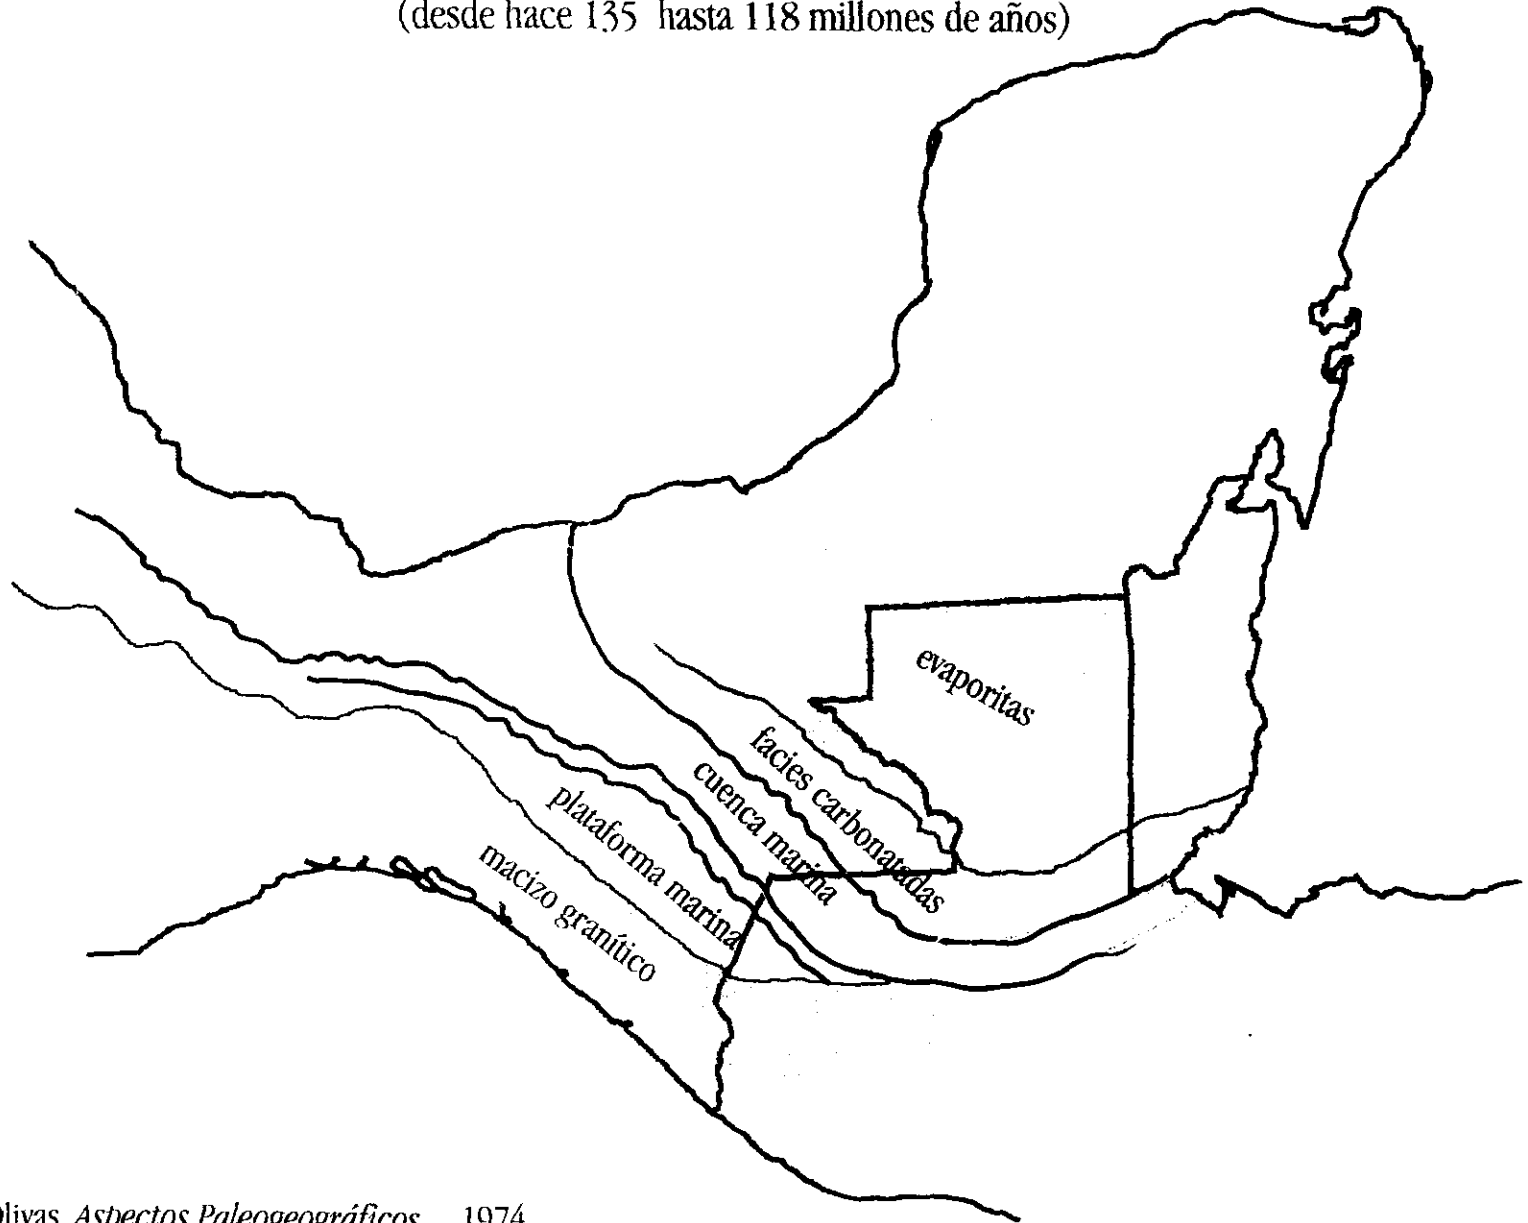 (desde hace 135 hasta 118 millones de años)
evaporitas
facies carbonatadas
cuenca marina
plataforma marina
macizo granítico
Aspectos Paleogeográficos 1974